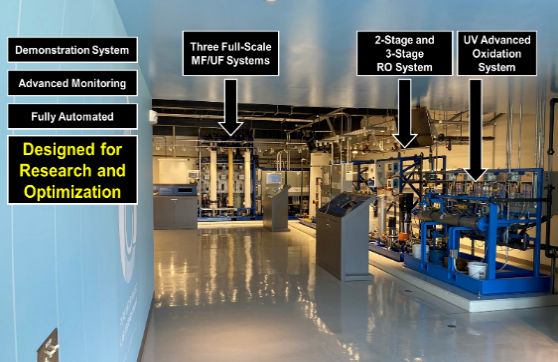 Demonstration System
Advanced Monitoring
Fully Automated
Designed for
Research and
Optimization
Three Full-Scale
MF/UF Systems
2-Stage and
3-Stage
RO System
UV Advanced
Oxidation
System